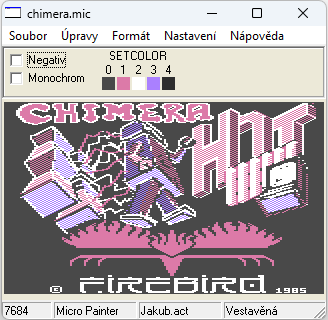 chimera.mic
Soubor Úpravy Formát Nastavení Nápověda
Negativ
Monochrom
SETCOLOR
0 1 2 3 4
CHIMERA
© FIREBIRD 1985
7684 Micro Painter Jakub.act Vestavěná